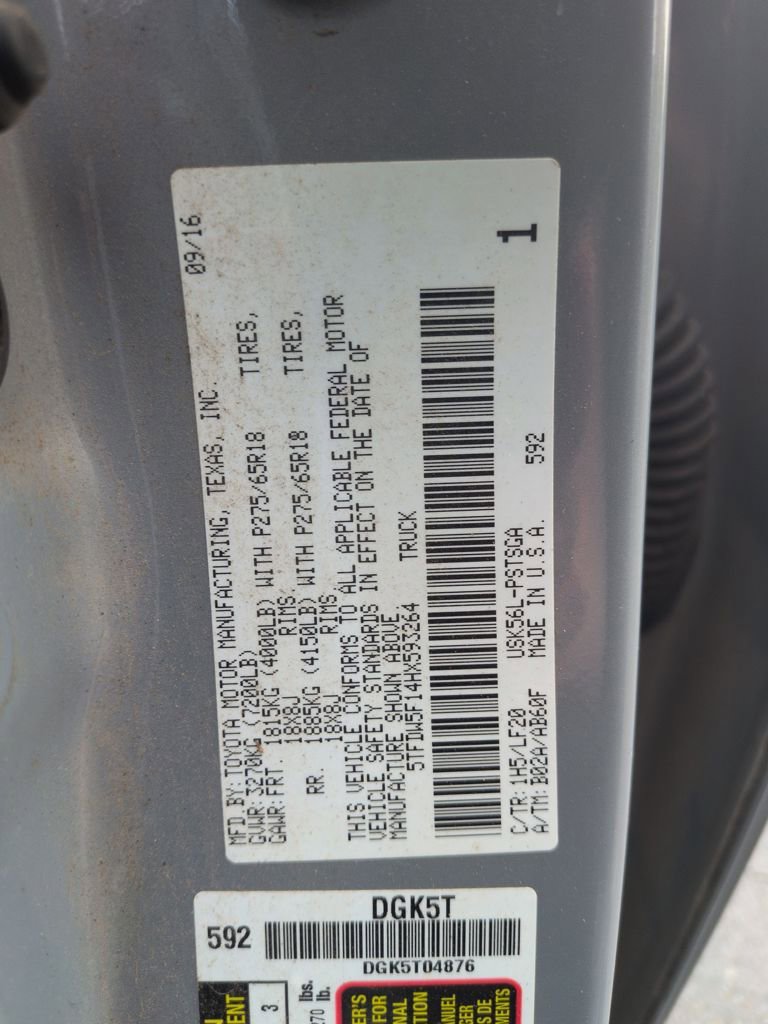 MFD.BY:TOYOTA MOTOR MANUFACTURING, TEXAS, INC. 09/16
GVWR:3270KG (7200LB)
GAWR:FRT. 1815KG (4000LB) WITH P275/65R18 TIRES,
18X8J RIMS
RR. 1885KG (4150LB) WITH P275/65R18 TIRES,
18X8J RIMS
THIS VEHICLE CONFORMS TO ALL APPLICABLE FEDERAL MOTOR
VEHICLE SAFETY STANDARDS IN EFFECT ON THE DATE OF
MANUFACTURE SHOWN ABOVE
5TFDW5F14HX593264 TRUCK
1
C/TR:1H5/LF20 USK56L-PSTSGA 592
A/TM:B02A/AB60F MADE IN U.S.A.
DGK5T
592
DGK5T04876
3
lbs.
lb.